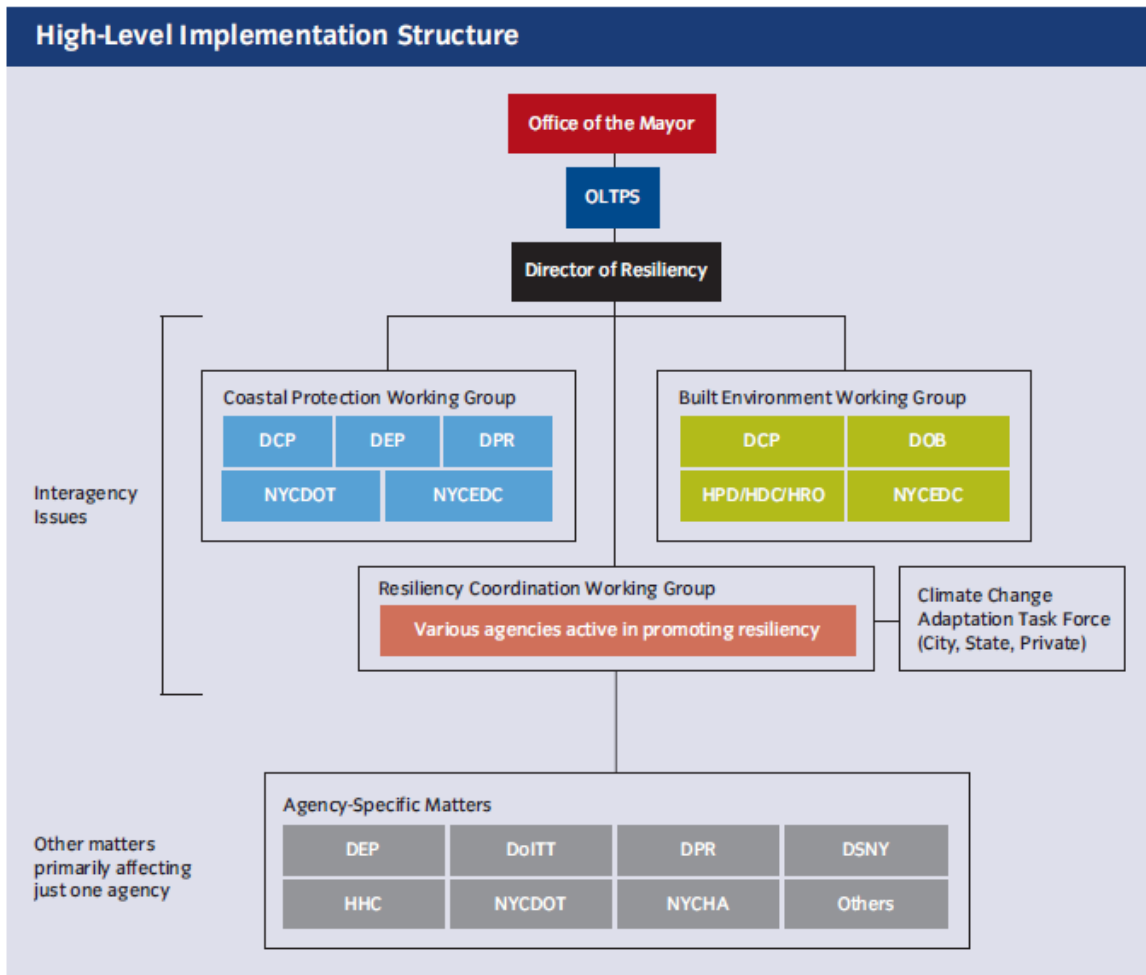 High-Level Implementation Structure
Office of the Mayor
OLTPS
Director of Resiliency
Interagency
Issues
Coastal Protection Working Group
DCP
DEP
DPR
NYCDOT
NYCEDC
Built Environment Working Group
DCP
DOB
HPD/HDC/HRO
NYCEDC
Resiliency Coordination Working Group
Various agencies active in promoting resiliency
Climate Change
Adaptation Task Force
(City, State, Private)
Other matters
primarily affecting
just one agency
Agency-Specific Matters
DEP
DoITT
DPR
DSNY
HHC
NYCDOT
NYCHA
Others